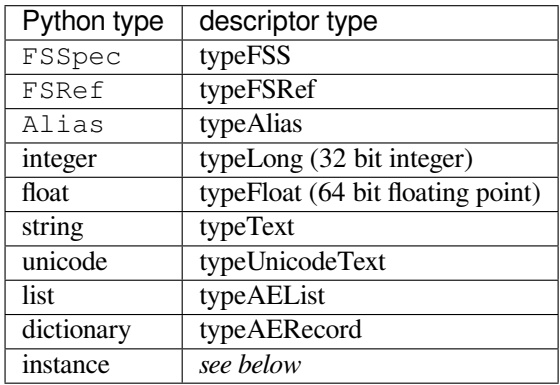 Python type descriptor type
FSSpec typeFSS
FSRef typeFSRef
Alias typeAlias
integer typeLong (32 bit integer)
float typeFloat (64 bit floating point)
string typeText
unicode typeUnicodeText
list typeAEList
dictionary typeAERecord
instance see below